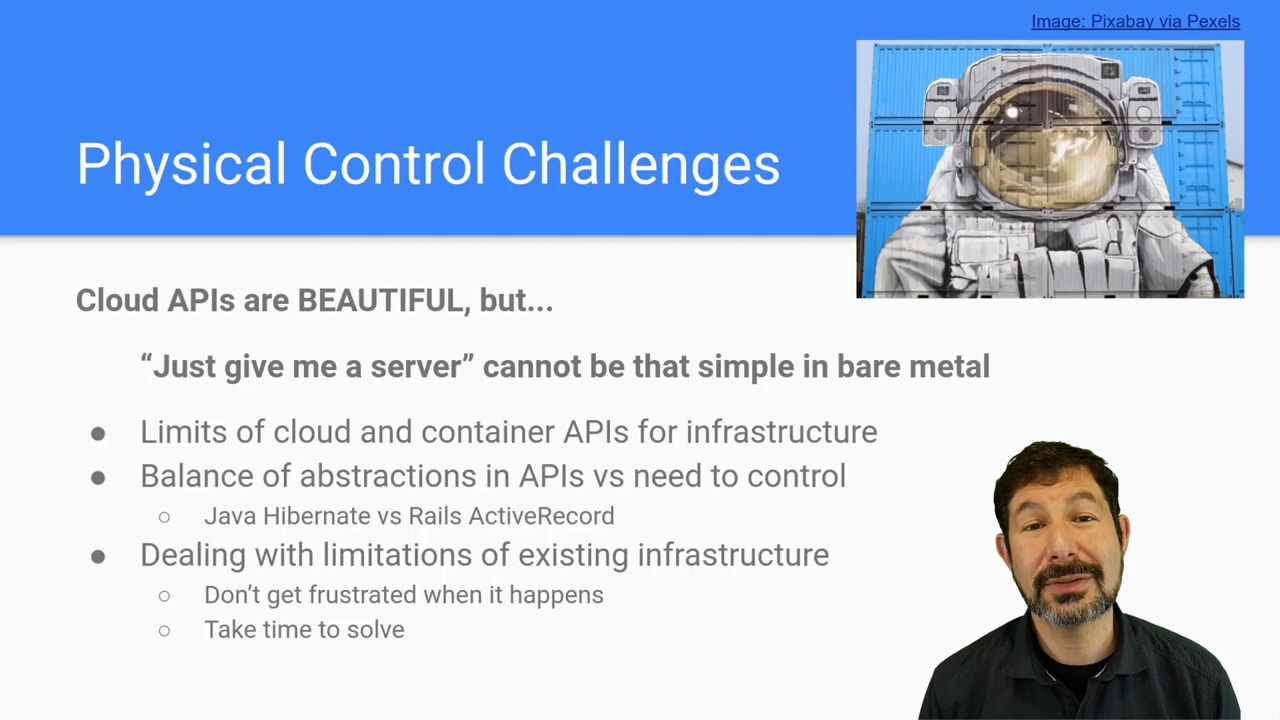 Image: Pixabay via Pexels
Physical Control Challenges
Cloud APIs are BEAUTIFUL, but...
“Just give me a server” cannot be that simple in bare metal
● Limits of cloud and container APIs for infrastructure
● Balance of abstractions in APIs vs need to control
○ Java Hibernate vs Rails ActiveRecord
● Dealing with limitations of existing infrastructure
○ Don’t get frustrated when it happens
○ Take time to solve